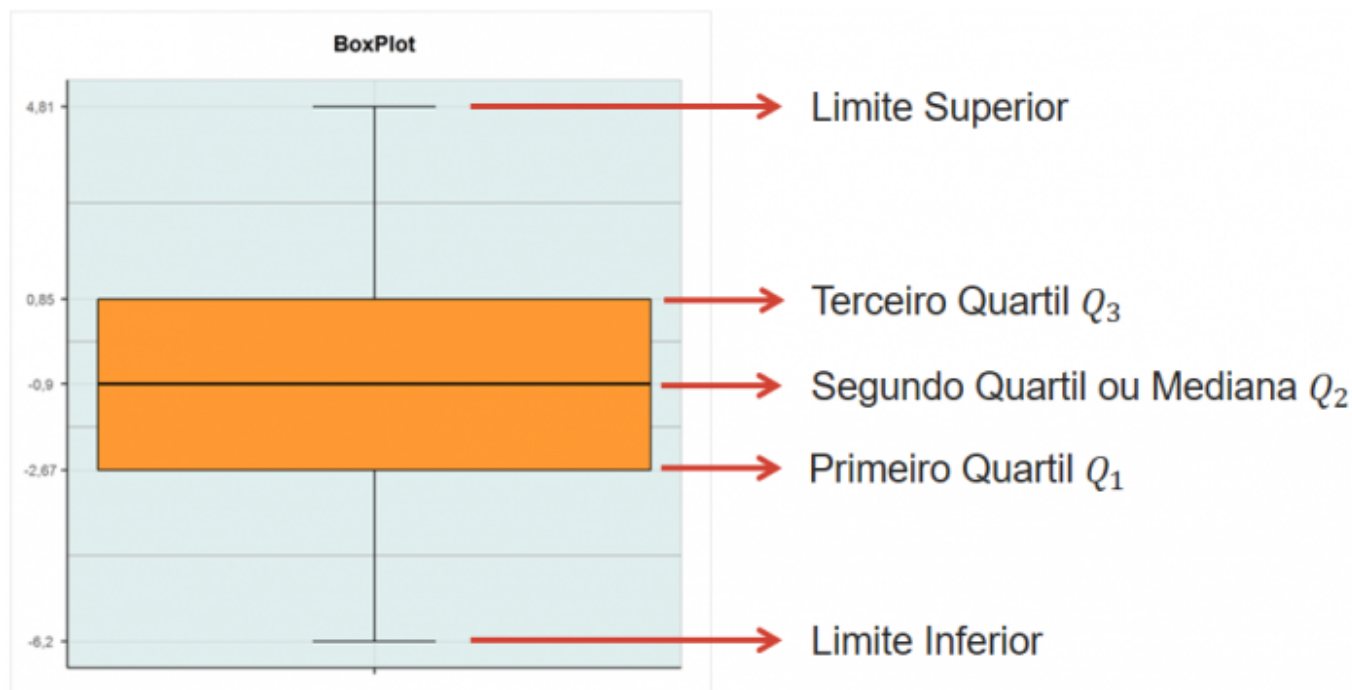 BoxPlot
4,81
Limite Superior
0,85
Terceiro Quartil Q₃
-0,9
Segundo Quartil ou Mediana Q₂
-2,67
Primeiro Quartil Q₁
-6,2
Limite Inferior